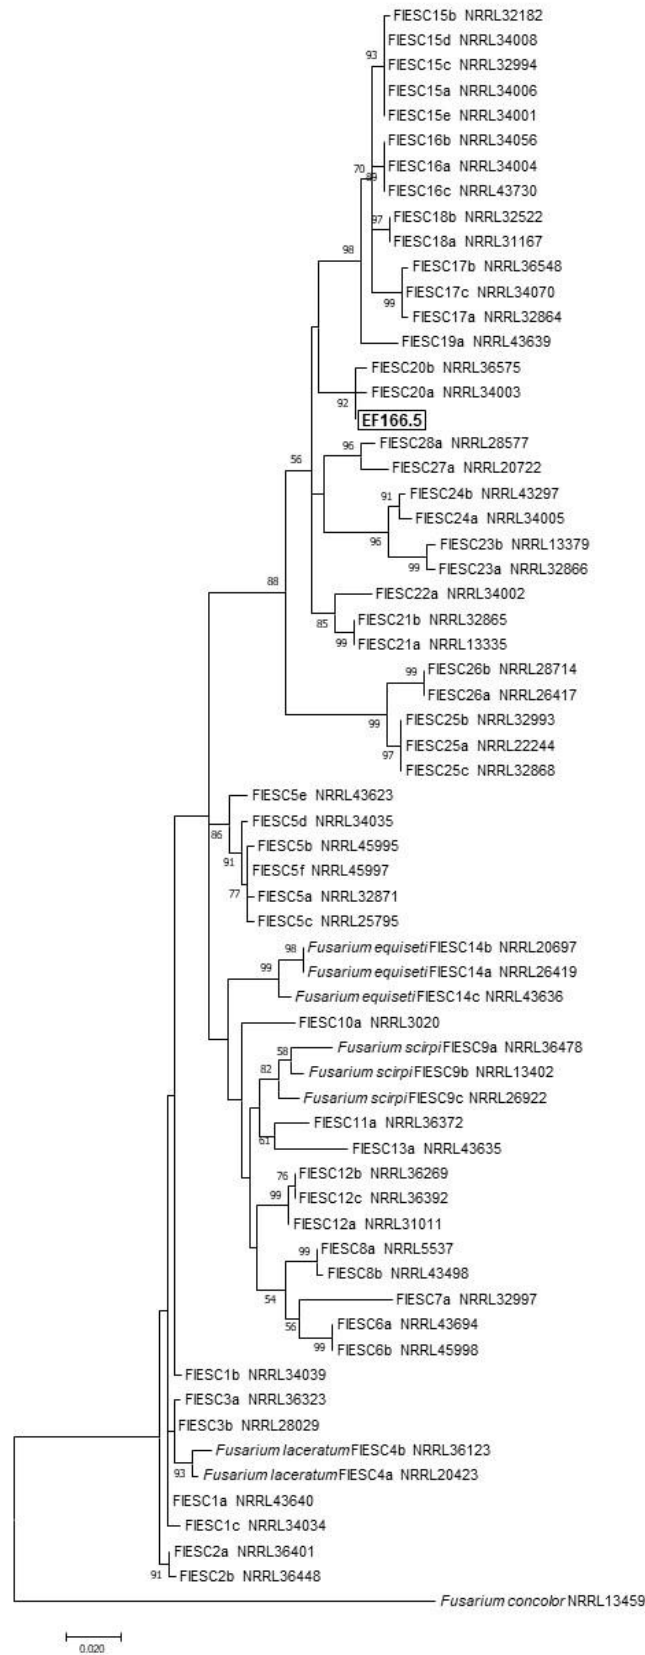 FIESC15b NRRL32182
FIESC15d NRRL34008
93
FIESC15c NRRL32994
FIESC15a NRRL34006
FIESC15e NRRL34001
FIESC16b NRRL34056
70
FIESC16a NRRL34004
89
FIESC16c NRRL43730
97
FIESC18b NRRL32522
FIESC18a NRRL31167
98
FIESC17b NRRL36548
FIESC17c NRRL34070
99
FIESC17a NRRL32864
FIESC19a NRRL43639
FIESC20b NRRL36575
FIESC20a NRRL34003
92
EF166.5
FIESC28a NRRL28577
96
56
FIESC27a NRRL20722
91
FIESC24b NRRL43297
FIESC24a NRRL34005
96
FIESC23b NRRL13379
99
FIESC23a NRRL32866
88
FIESC22a NRRL34002
85
FIESC21b NRRL32865
99
FIESC21a NRRL13335
99
FIESC26b NRRL28714
FIESC26a NRRL26417
99
FIESC25b NRRL32993
FIESC25a NRRL22244
97
FIESC25c NRRL32868
FIESC5e NRRL43623
FIESC5d NRRL34035
86
FIESC5b NRRL45995
91
FIESC5f NRRL45997
77
FIESC5a NRRL32871
FIESC5c NRRL25795
98
Fusarium equiseti FIESC14b NRRL20697
99
Fusarium equiseti FIESC14a NRRL26419
Fusarium equiseti FIESC14c NRRL43636
FIESC10a NRRL3020
58
Fusarium scirpi FIESC9a NRRL36478
82
Fusarium scirpi FIESC9b NRRL13402
Fusarium scirpi FIESC9c NRRL26922
FIESC11a NRRL36372
61
FIESC13a NRRL43635
76
FIESC12b NRRL36269
99
FIESC12c NRRL36392
FIESC12a NRRL31011
99
FIESC8a NRRL5537
FIESC8b NRRL43498
54
FIESC7a NRRL32997
56
FIESC6a NRRL43694
99
FIESC6b NRRL45998
FIESC1b NRRL34039
FIESC3a NRRL36323
FIESC3b NRRL28029
Fusarium laceratum FIESC4b NRRL36123
93
Fusarium laceratum FIESC4a NRRL20423
FIESC1a NRRL43640
FIESC1c NRRL34034
FIESC2a NRRL36401
91
FIESC2b NRRL36448
Fusarium concolor NRRL13459
0.020